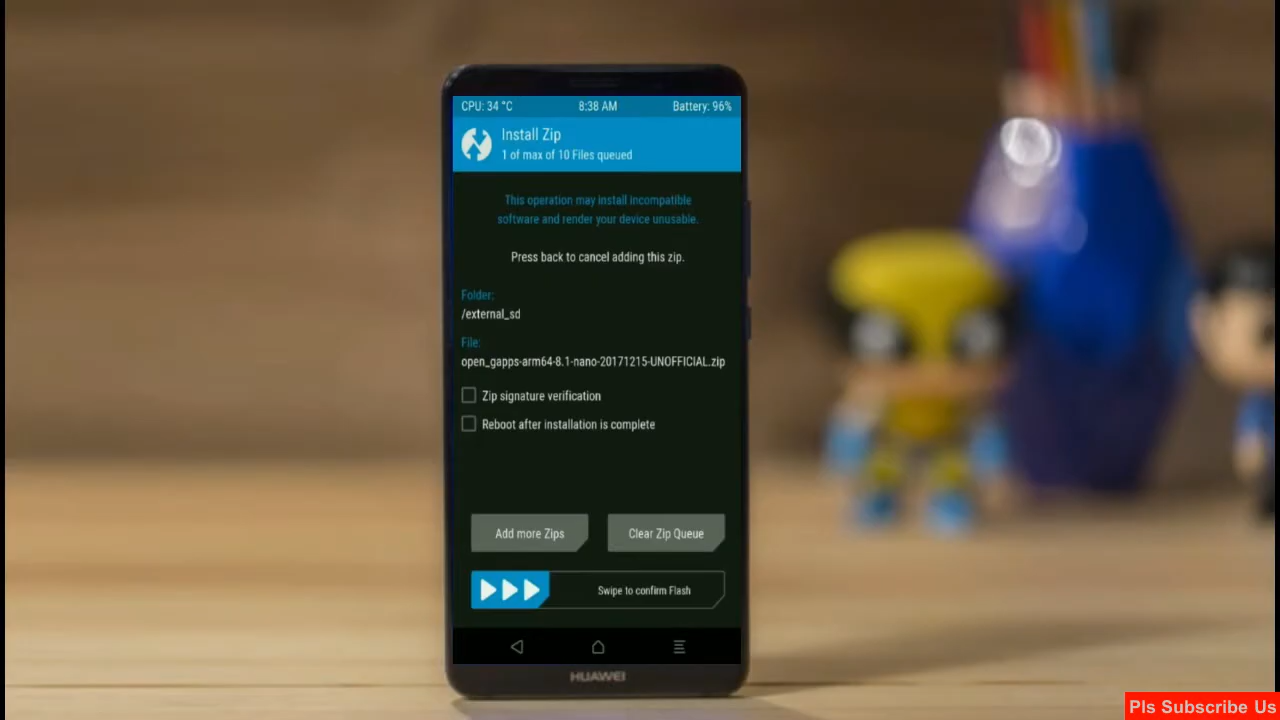 CPU: 34 °C 8:38 AM Battery: 96%
Install Zip
1 of max of 10 Files queued
This operation may install incompatible
software and render your device unusable.
Press back to cancel adding this zip.
Folder:
/external_sd
File:
open_gapps-arm64-8.1-nano-20171215-UNOFFICIAL.zip
Zip signature verification
Reboot after installation is complete
Add more Zips Clear Zip Queue
Swipe to confirm Flash
HUAWEI
Pls Subscribe Us